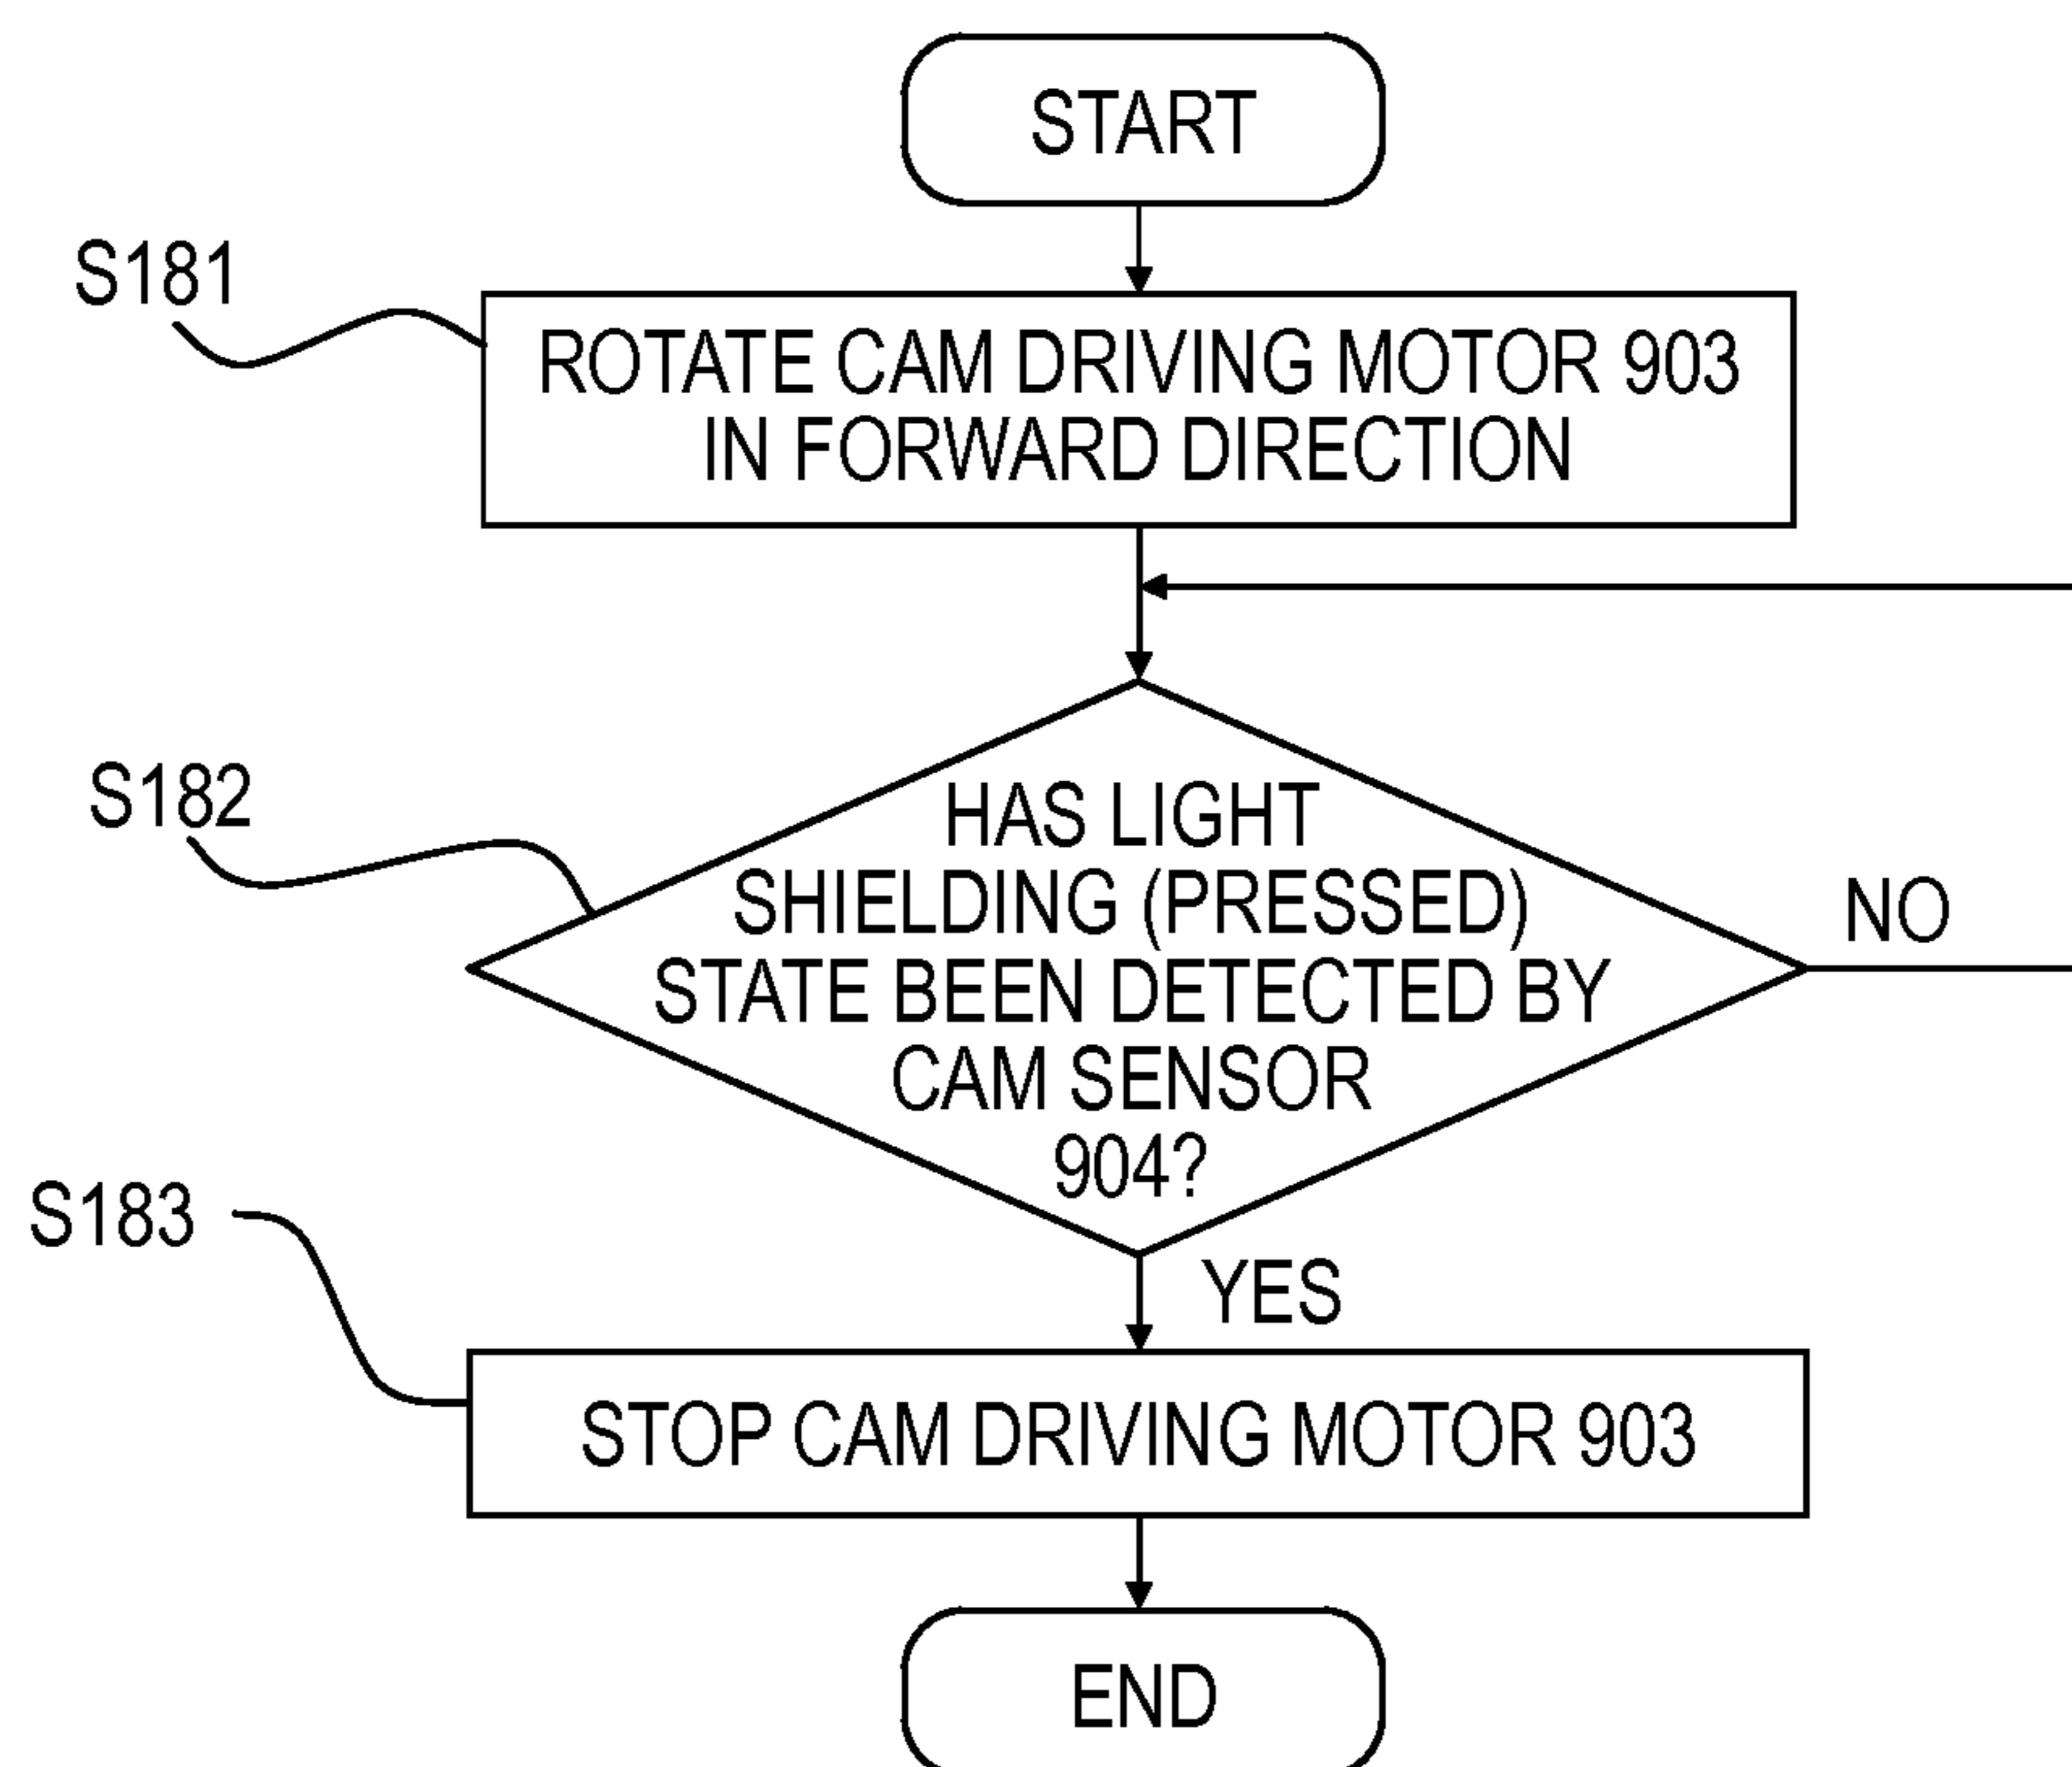 START
S181
ROTATE CAM DRIVING MOTOR 903
IN FORWARD DIRECTION
S182
HAS LIGHT
SHIELDING (PRESSED)
STATE BEEN DETECTED BY
CAM SENSOR
904?
NO
YES
S183
STOP CAM DRIVING MOTOR 903
END